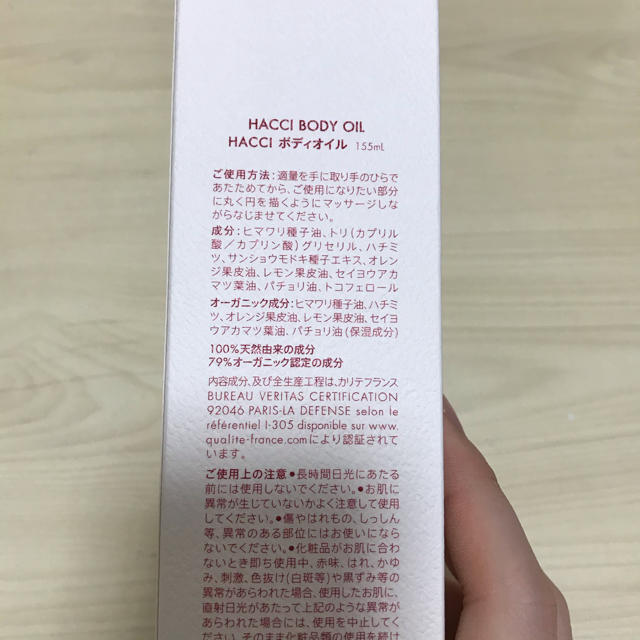 HACCI BODY OIL
HACCI ボディオイル 155mL
ご使用方法:適量を手に取り手のひらで
あたためてから、ご使用になりたい部分
に丸く円を描くようにマッサージしな
がらなじませてください。
成分:ヒマワリ種子油、トリ(カプリル
酸/カプリン酸)グリセリル、ハチミ
ツ、サンショウモドキ種子エキス、オレン
ジ果皮油、レモン果皮油、セイヨウアカ
マツ葉油、パチョリ油、トコフェロール
オーガニック成分:ヒマワリ種子油、ハチミ
ツ、オレンジ果皮油、レモン果皮油、セイヨ
ウアカマツ葉油、パチョリ油(保湿成分)
100%天然由来の成分
79%オーガニック認定の成分
内容成分、及び全生産工程は、カリテフランス
BUREAU VERITAS CERTIFICATION
92046 PARIS-LA DEFENSE selon le
référentiel I-305 disponible sur www.
qualite-france.comにより認証されて
います。
ご使用上の注意●長時間日光にあたる
前には使用しないでください。●お肌に
異常が生じていないかよく注意して使用
してください。●傷やはれもの、しっしん
等、異常のある部位にはお使いになら
ないでください。●化粧品がお肌に合わ
ないとき即ち使用中、赤味、はれ、かゆ
み、刺激、色抜け(白斑等)や黒ずみ等の
異常があらわれた場合、使用したお肌に、
直射日光があたって上記のような異常が
あらわれた場合には、使用を中止してく
ださい。そのまま化粧品類の使用を続け